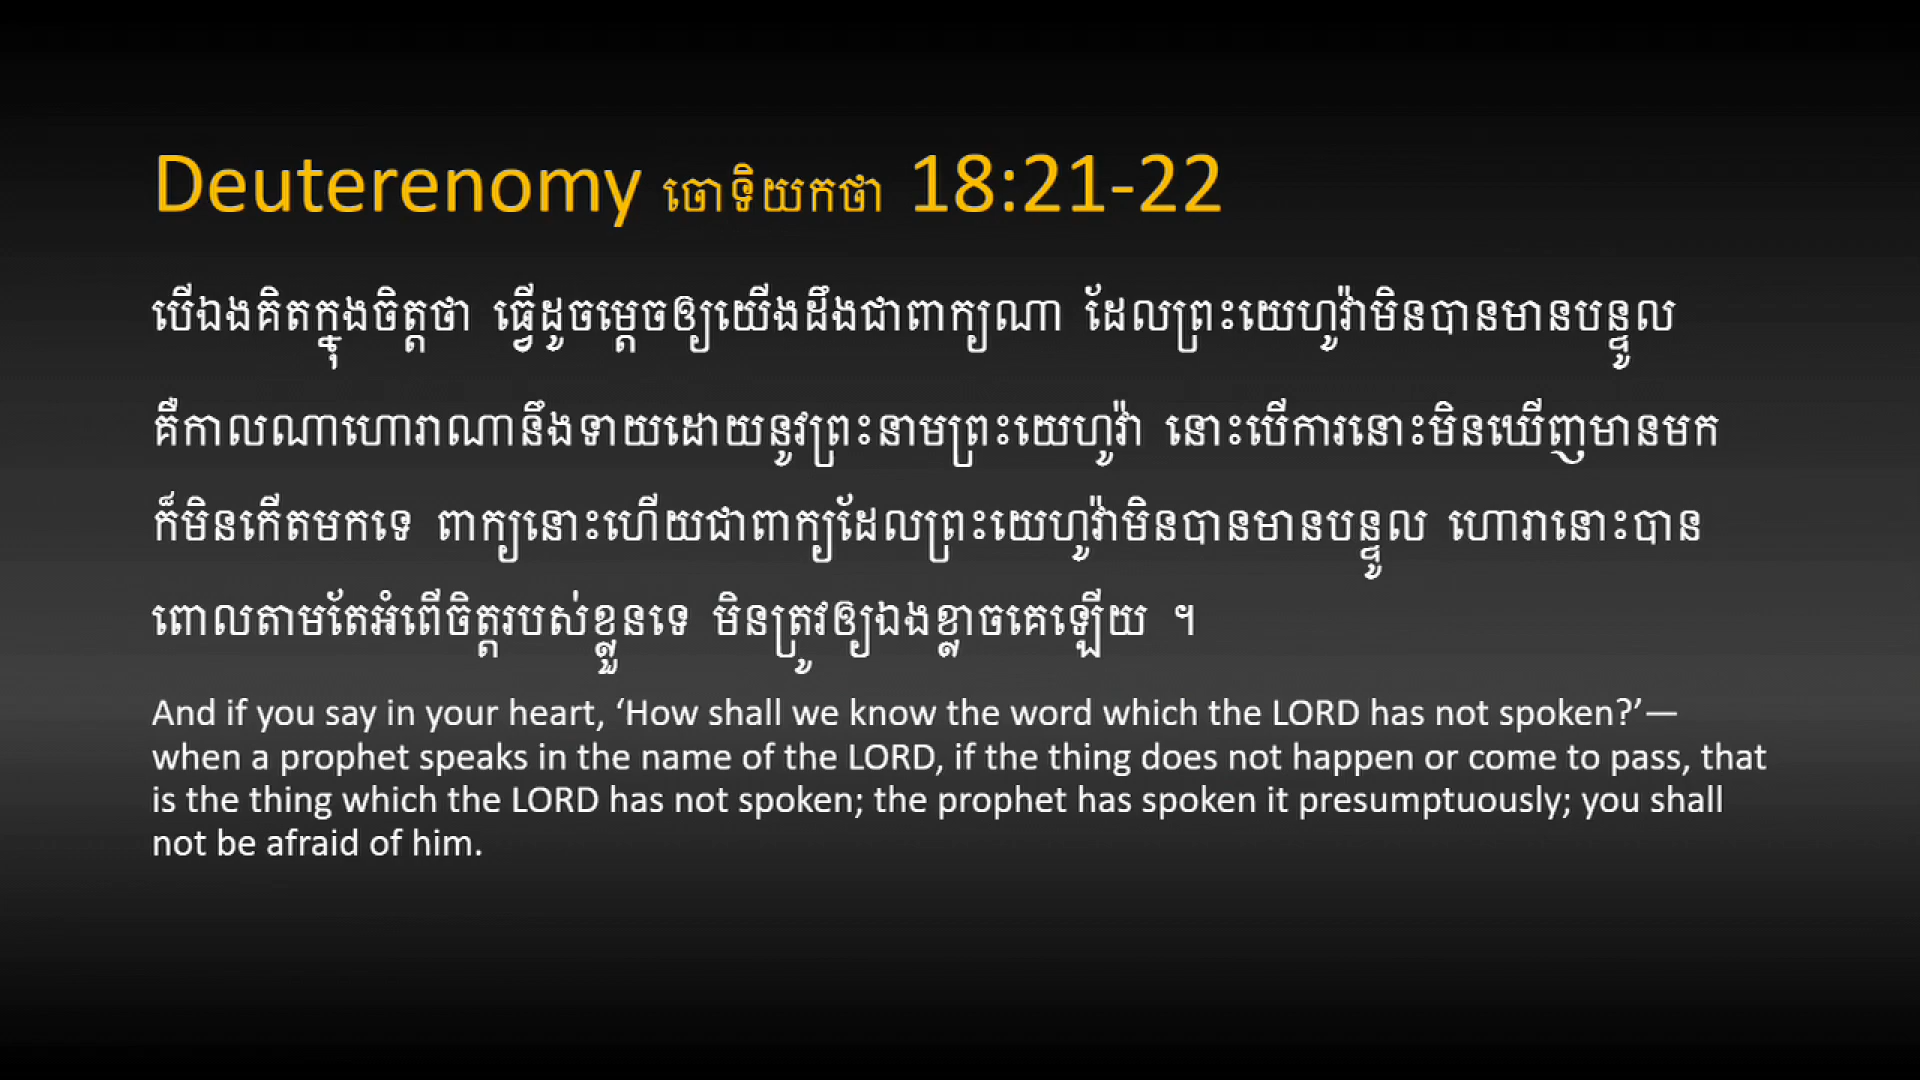 Deuterenomy ចោទិយកថា 18:21-22
បើឯងគិតក្នុងចិត្តថា ធ្វើដូចម្តេចឲ្យយើងដឹងជាពាក្យណា ដែលព្រះយេហូវ៉ាមិនបានមានបន្ទូល
គឺកាលណាហោរាណានឹងទាយដោយនូវព្រះនាមព្រះយេហូវ៉ា នោះបើការនោះមិនឃើញមានមក
ក៏មិនកើតមកទេ ពាក្យនោះហើយជាពាក្យដែលព្រះយេហូវ៉ាមិនបានមានបន្ទូល ហោរានោះបាន
ពោលតាមតែអំពើចិត្តរបស់ខ្លួនទេ មិនត្រូវឲ្យឯងខ្លាចគេឡើយ ។
And if you say in your heart, ‘How shall we know the word which the LORD has not spoken?’—
when a prophet speaks in the name of the LORD, if the thing does not happen or come to pass, that
is the thing which the LORD has not spoken; the prophet has spoken it presumptuously; you shall
not be afraid of him.